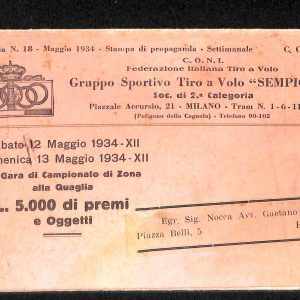 ia N. 18 - Maggio 1934 - Stampa di propaganda - Settimanale C. C
C. O. N. I.
Federazione Italiana Tiro a Volo
Gruppo Sportivo Tiro a Volo "SEMPIO
Soc. di 2.ª Categoria
Piazzale Accursio, 21 - MILANO - Tram N. 1-6-11
(Poligono della Cagnola) - Telefono 90-102
abato 12 Maggio 1934-XII
menica 13 Maggio 1934-XII
Gara di Campionato di Zona
alla Quaglia
L. 5.000 di premi
e Oggetti
Egr. Sig. Nocca Avv. Gaetano
Piazza Belli, 5